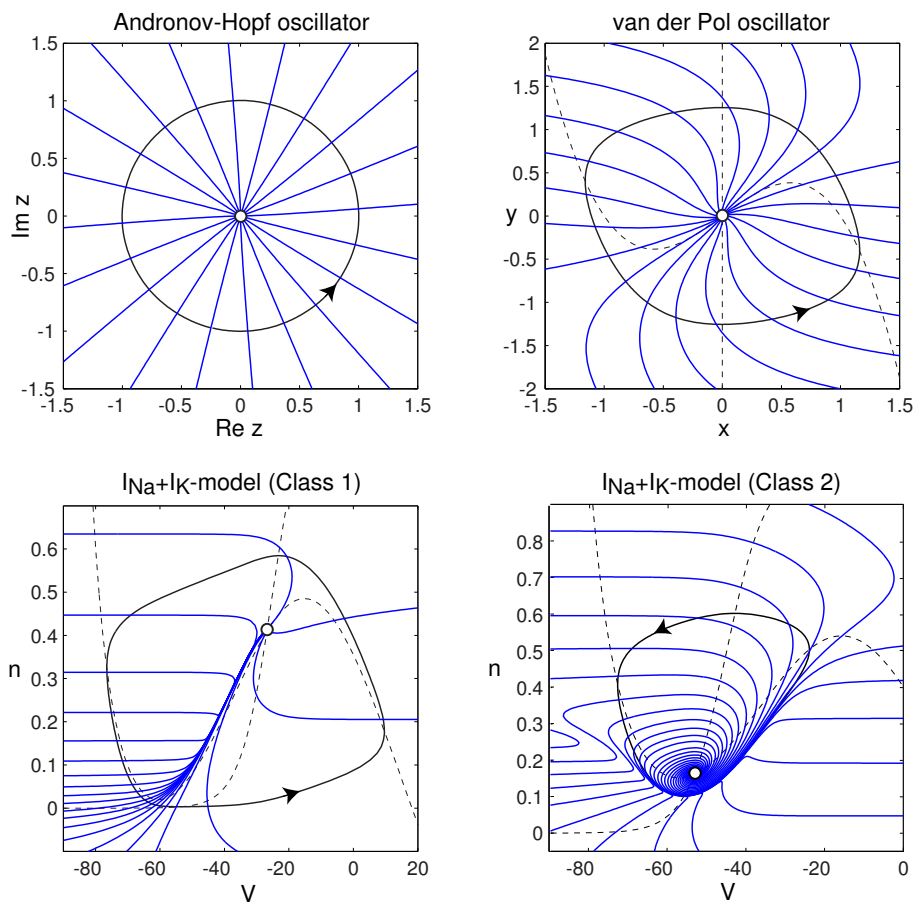 Andronov-Hopf oscillator
1.5
1
0.5
0
-0.5
-1
-1.5
Im z
-1.5 -1 -0.5 0 0.5 1 1.5
Re z
van der Pol oscillator
2
1.5
1
0.5
0
-0.5
-1
-1.5
-2
y
-1.5 -1 -0.5 0 0.5 1 1.5
x
INa+IK-model (Class 1)
0.6
0.5
0.4
0.3
0.2
0.1
0
n
-80 -60 -40 -20 0 20
V
INa+IK-model (Class 2)
0.8
0.7
0.6
0.5
0.4
0.3
0.2
0.1
0
n
-80 -60 -40 -20 0
V